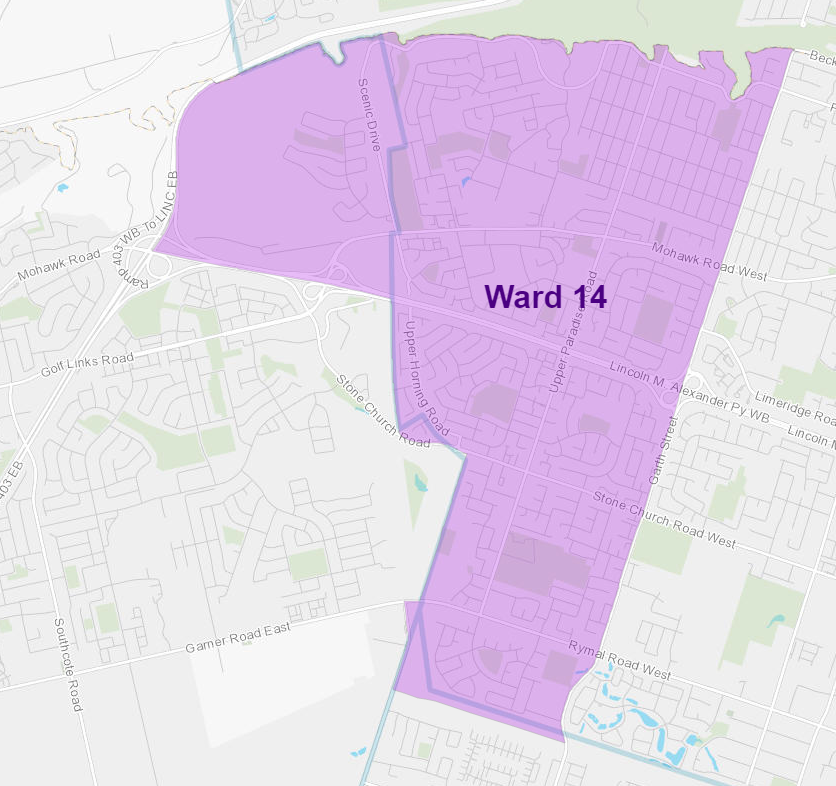 Beck
Scenic Drive
403 WB To LINC EB
Ramp
Mohawk Road
Mohawk Road West
Ward 14
Upper Paradise Road
Golf Links Road
Upper Horning Road
Lincoln M. Alexander Py WB
Limeridge Roa
Lincoln M
Stone Church Road
Garth Street
403 EB
Stone Church Road West
Southcote Road
Garner Road East
Rymal Road West